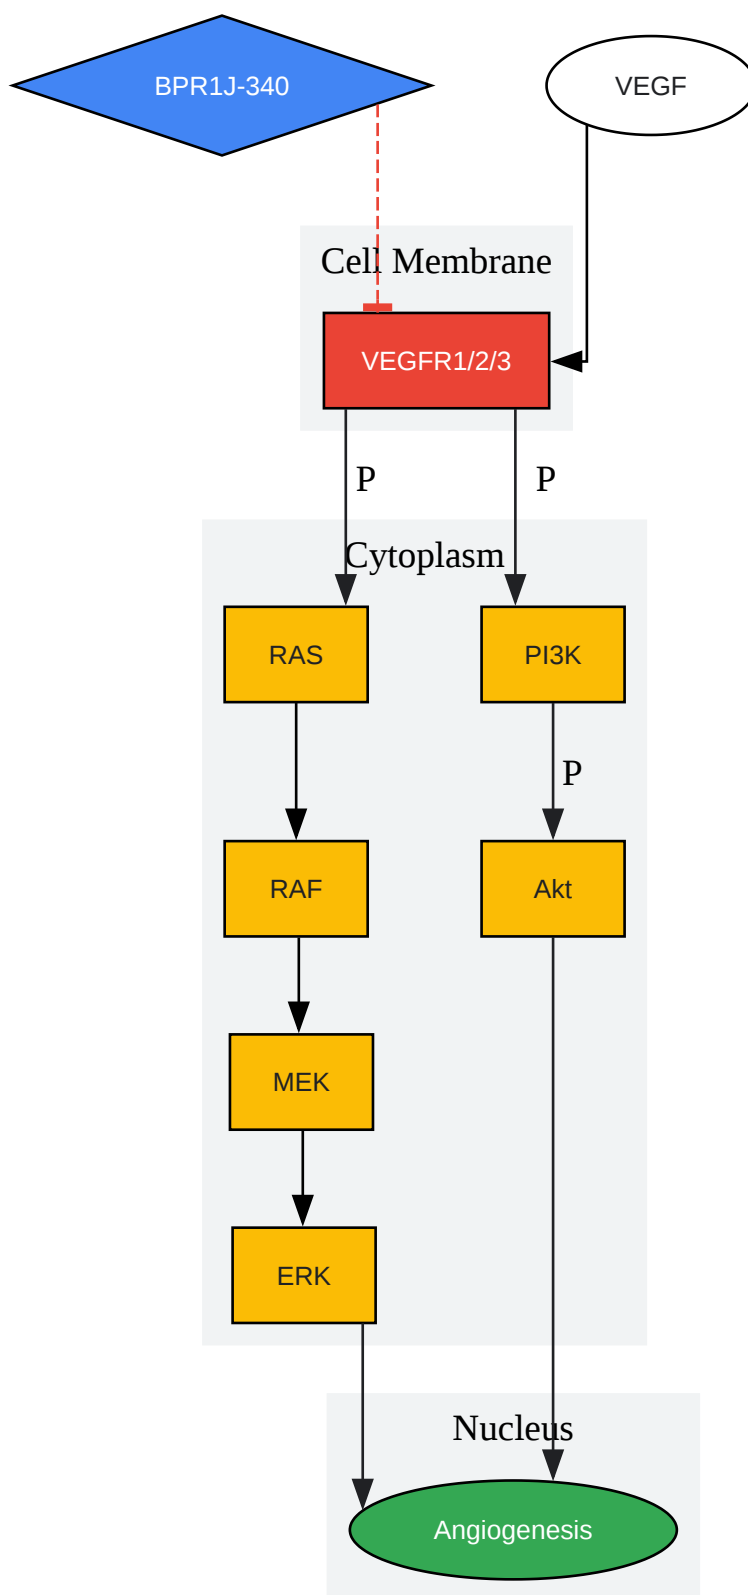 BPR1J-340
VEGF
Cell Membrane
VEGFR1/2/3
P
P
Cytoplasm
RAS
PI3K
P
RAF
Akt
MEK
ERK
Nucleus
Angiogenesis